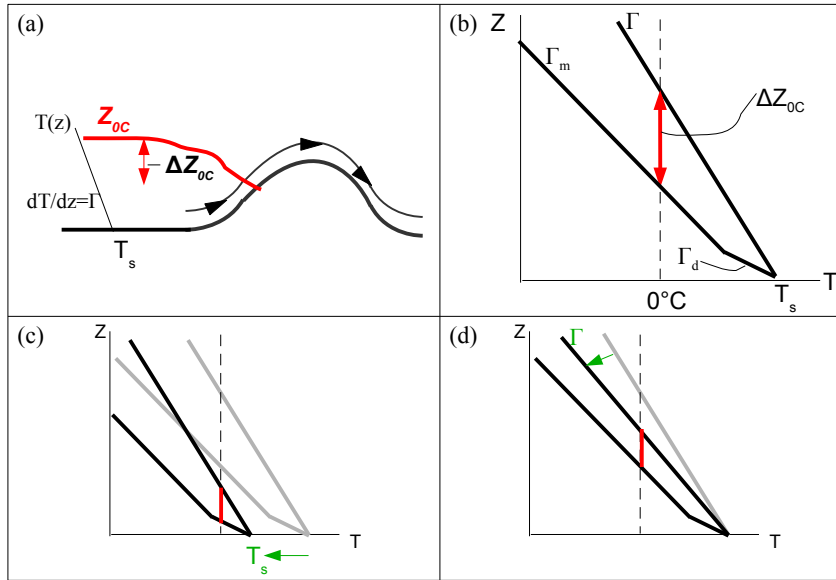 (a)
Z0C
T(z)
ΔZ0C
dT/dz=Γ
Ts
(b)
Z
Γ
Γm
ΔZ0C
Γd
0°C
Ts
T
(c)
Z
T
Ts
(d)
Z
Γ
T